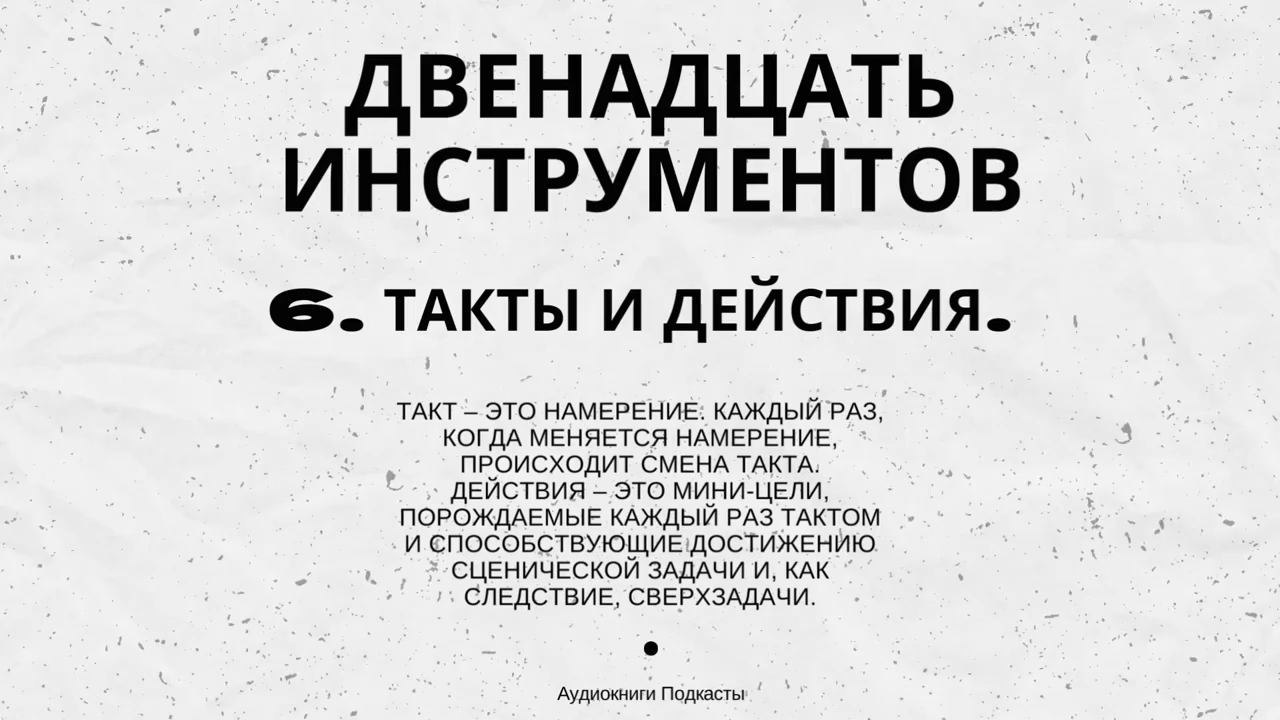 ДВЕНАДЦАТЬ
ИНСТРУМЕНТОВ
6. ТАКТЫ И ДЕЙСТВИЯ.
ТАКТ – ЭТО НАМЕРЕНИЕ. КАЖДЫЙ РАЗ,
КОГДА МЕНЯЕТСЯ НАМЕРЕНИЕ,
ПРОИСХОДИТ СМЕНА ТАКТА.
ДЕЙСТВИЯ – ЭТО МИНИ-ЦЕЛИ,
ПОРОЖДАЕМЫЕ КАЖДЫЙ РАЗ ТАКТОМ
И СПОСОБСТВУЮЩИЕ ДОСТИЖЕНИЮ
СЦЕНИЧЕСКОЙ ЗАДАЧИ И, КАК
СЛЕДСТВИЕ, СВЕРХЗАДАЧИ.
Аудиокниги Подкасты